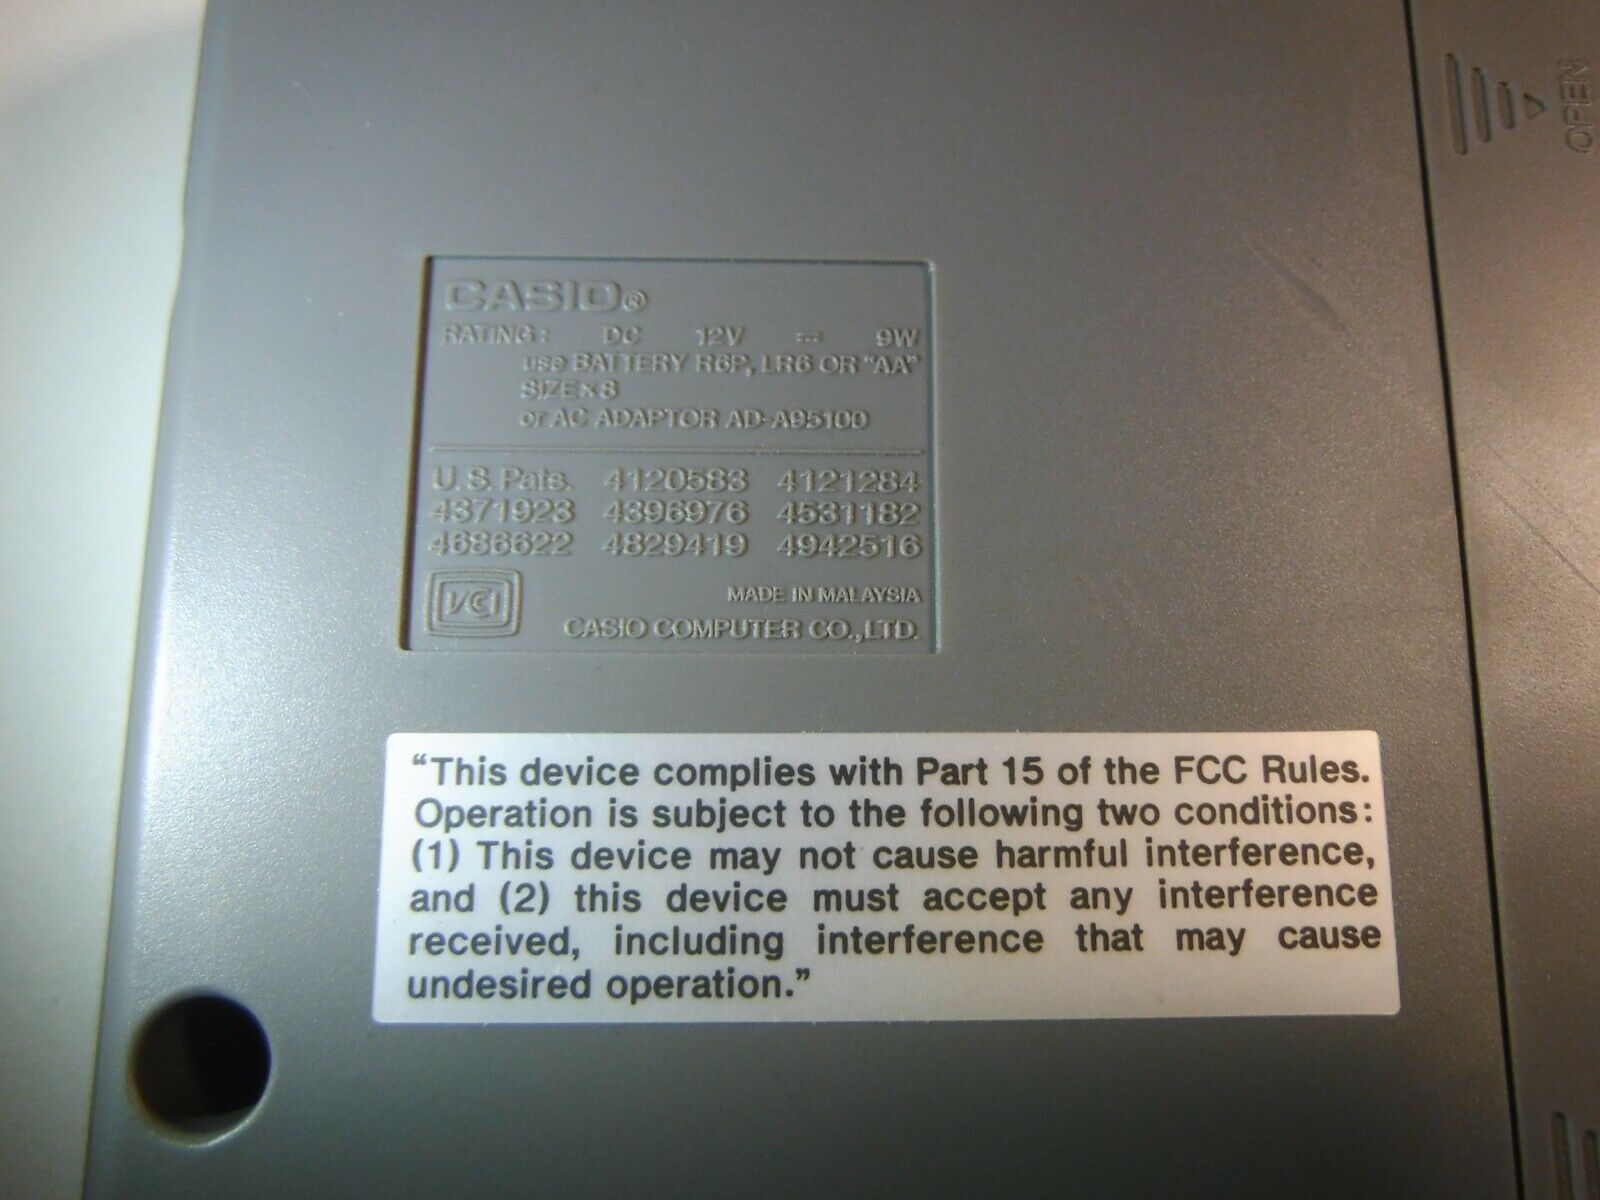 OPEN
CASIO®
RATING: DC 12V ⎓ 9W
use BATTERY R6P, LR6 OR "AA"
SIZE×8
or AC ADAPTOR AD-A95100
U.S. Pats. 4120583 4121284
4371923 4396976 4531182
4686622 4829419 4942516
VCI
MADE IN MALAYSIA
CASIO COMPUTER CO.,LTD.
“This device complies with Part 15 of the FCC Rules.
Operation is subject to the following two conditions:
(1) This device may not cause harmful interference,
and (2) this device must accept any interference
received, including interference that may cause
undesired operation.”